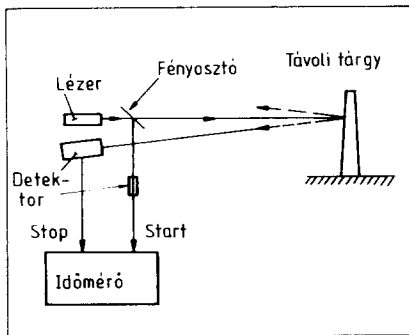 Lézer
Fényosztó
Távoli tárgy
Detek-
tor
Stop
Start
Időmérő